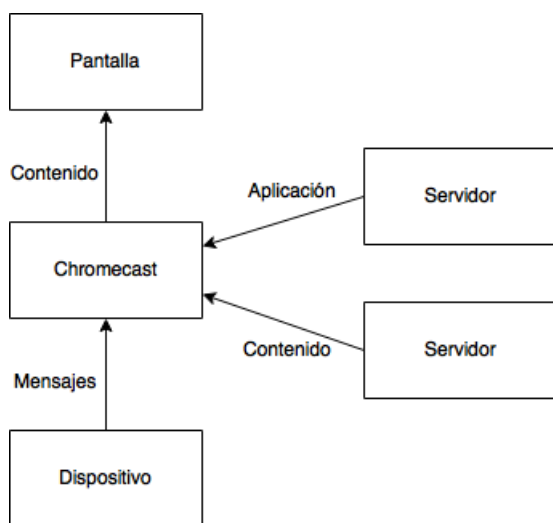 Pantalla
Contenido
Aplicación
Servidor
Chromecast
Contenido
Servidor
Mensajes
Dispositivo